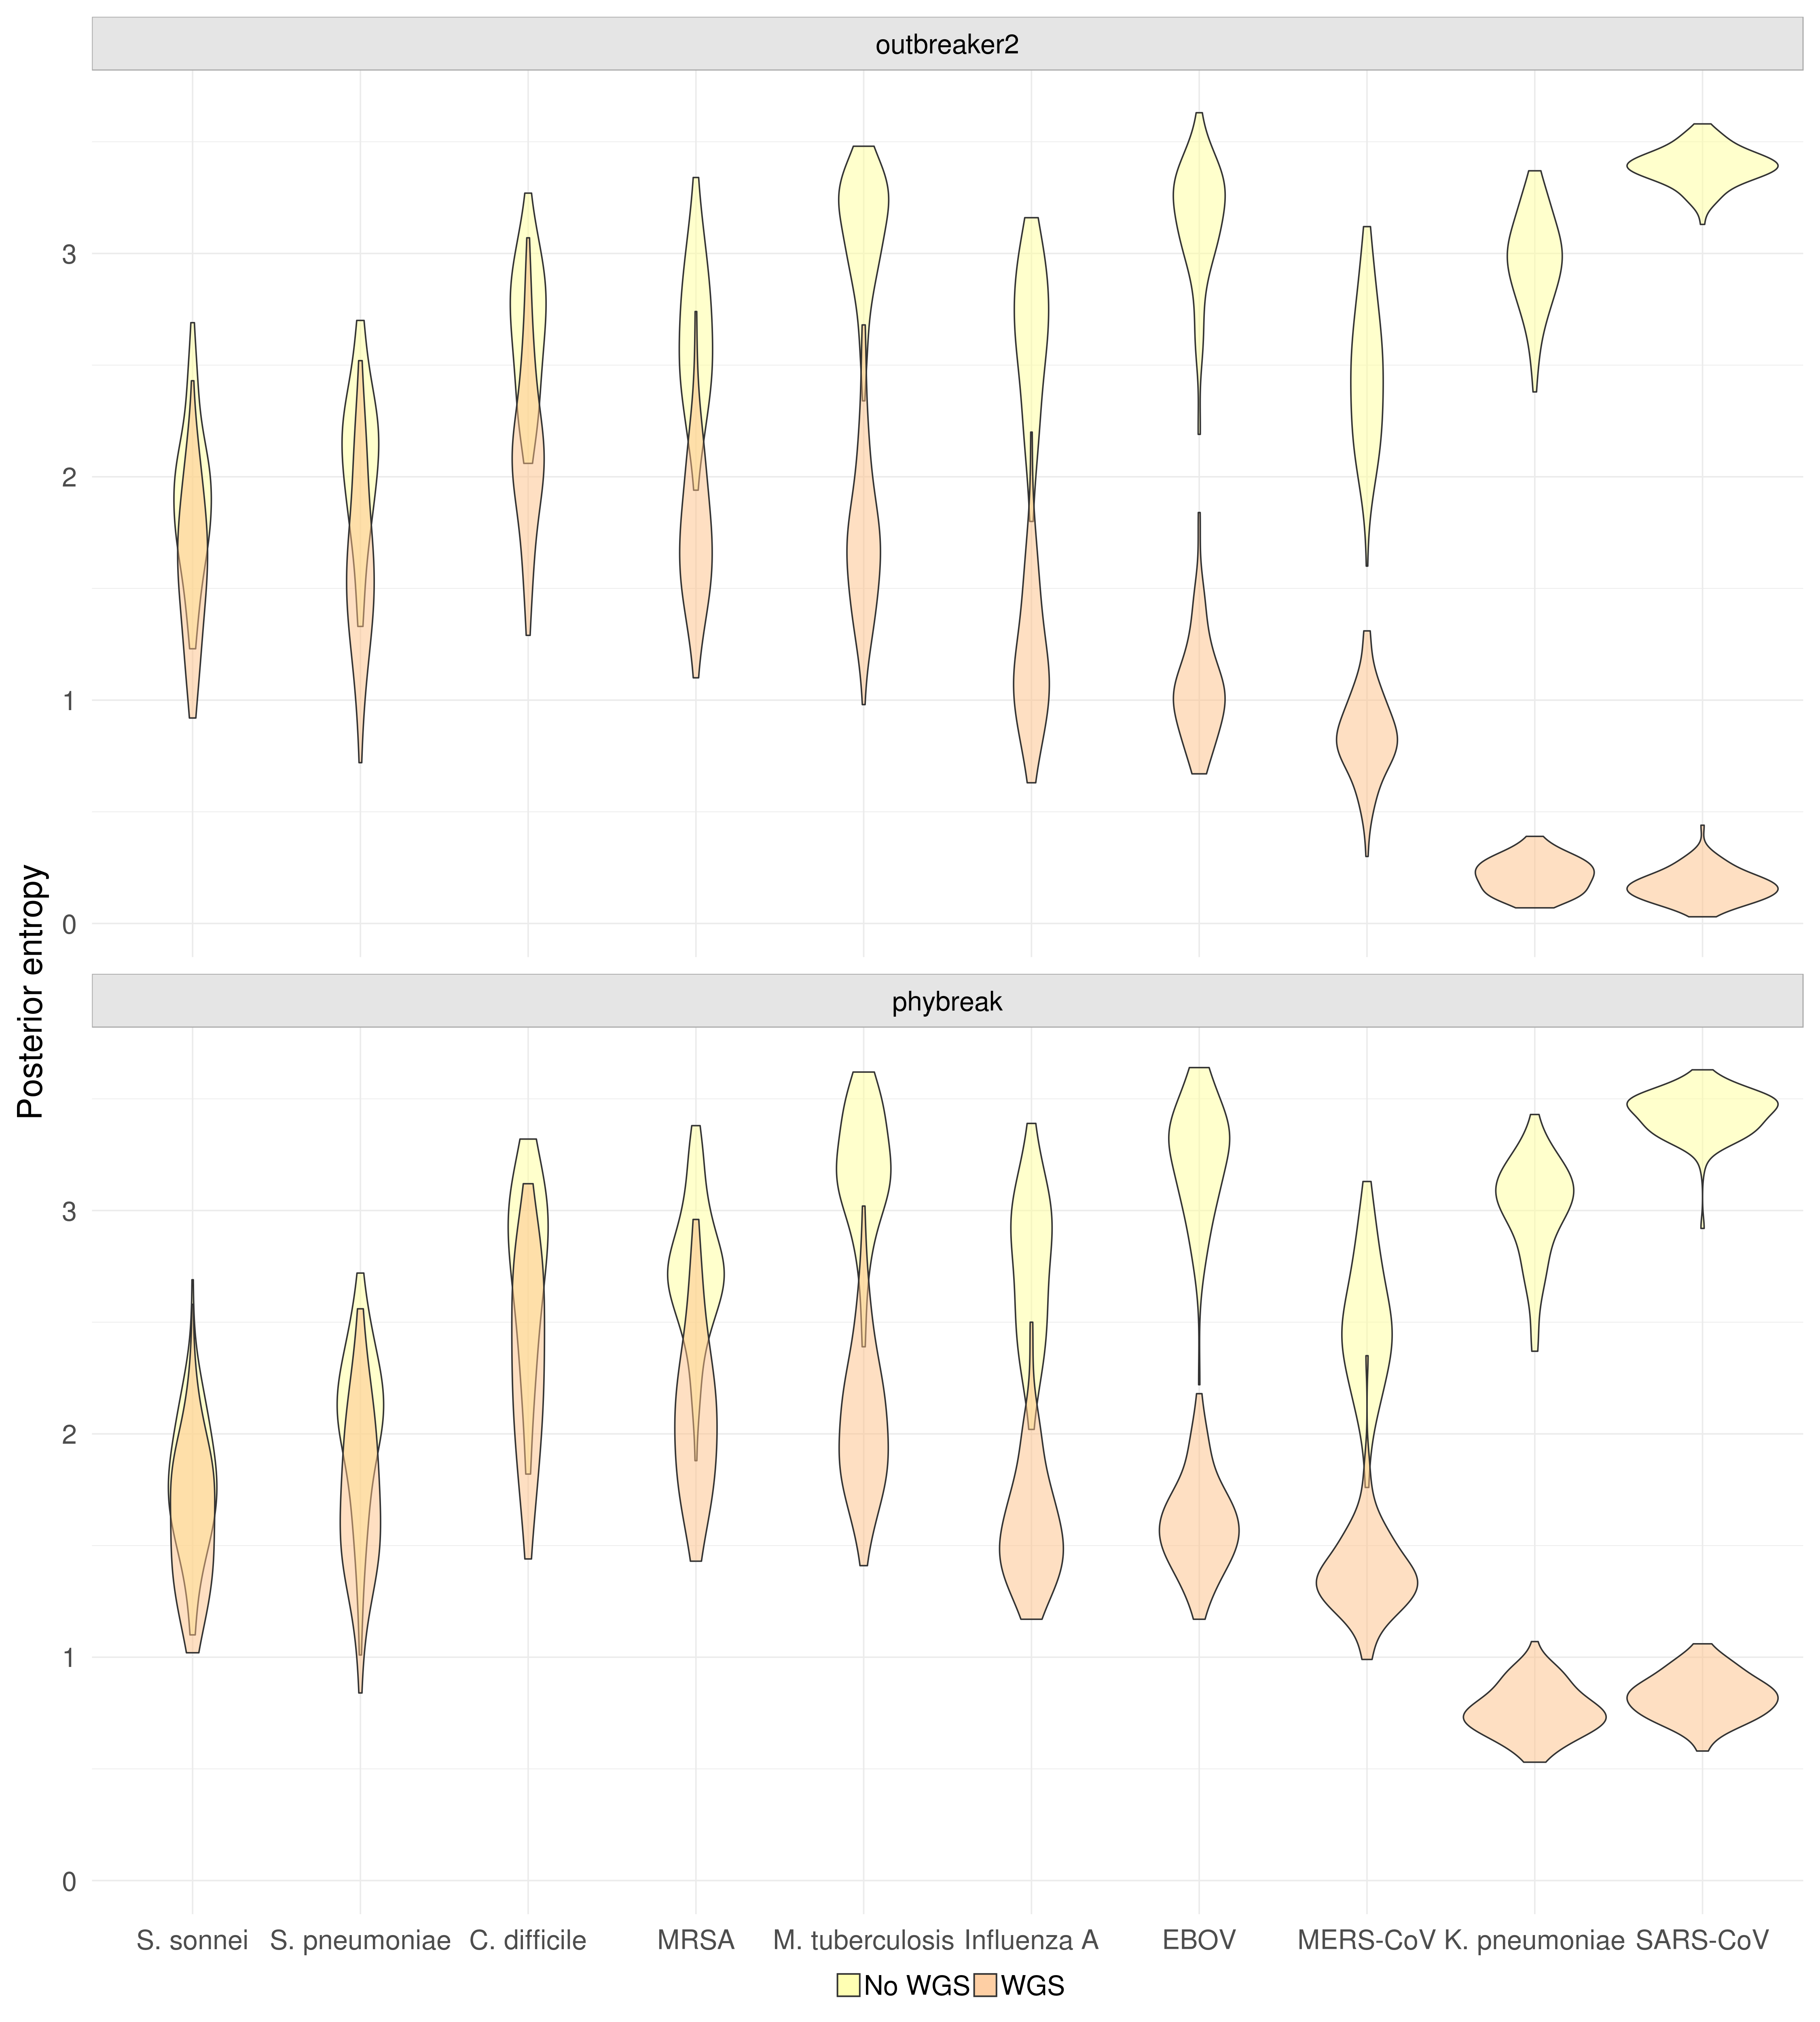 outbreaker2
3
2
1
0
Posterior entropy
phybreak
3
2
1
0
S. sonnei S. pneumoniae C. difficile MRSA M. tuberculosis Influenza A EBOV MERS-CoV K. pneumoniae SARS-CoV
No WGS WGS